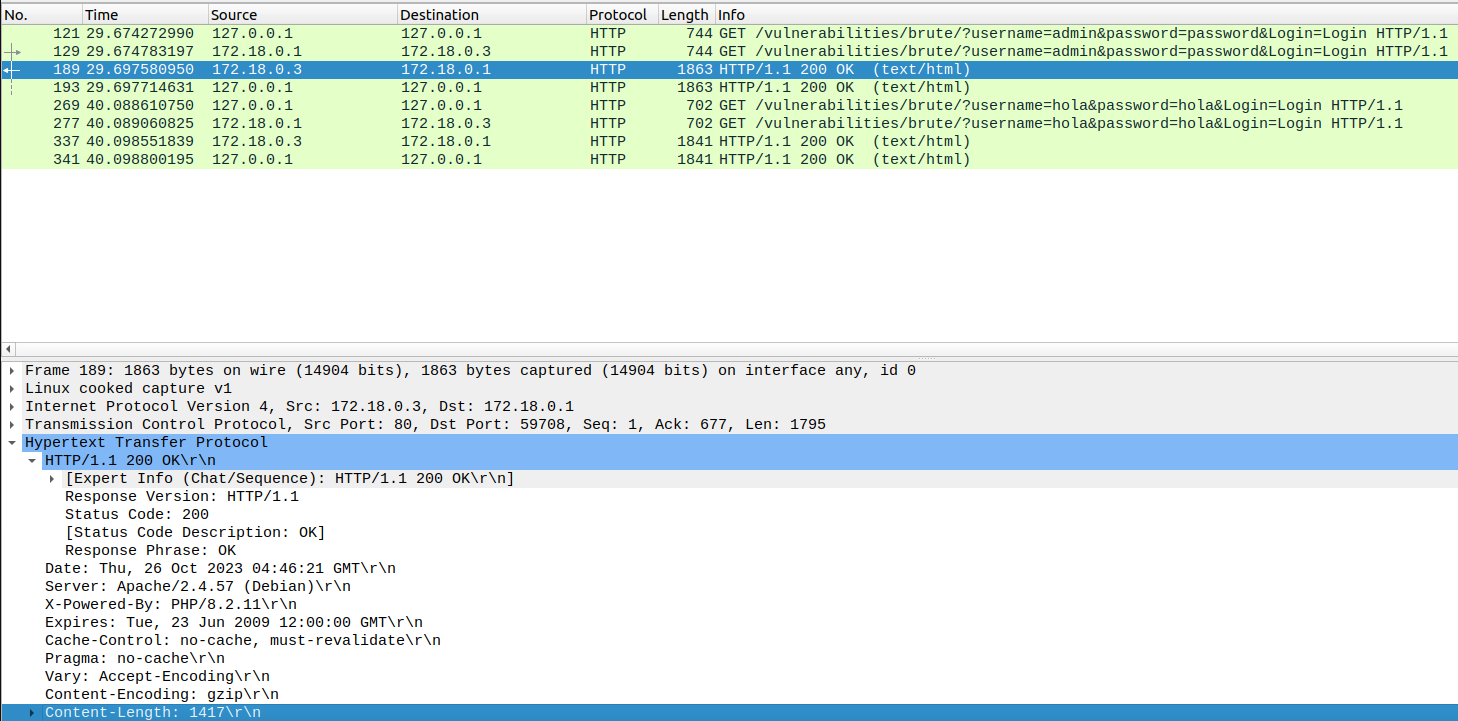 No. Time Source Destination Protocol Length Info
121 29.674272990 127.0.0.1 127.0.0.1 HTTP 744 GET /vulnerabilities/brute/?username=admin&password=password&Login=Login HTTP/1.1
129 29.674783197 172.18.0.1 172.18.0.3 HTTP 744 GET /vulnerabilities/brute/?username=admin&password=password&Login=Login HTTP/1.1
189 29.697580950 172.18.0.3 172.18.0.1 HTTP 1863 HTTP/1.1 200 OK (text/html)
193 29.697714631 127.0.0.1 127.0.0.1 HTTP 1863 HTTP/1.1 200 OK (text/html)
269 40.088610750 127.0.0.1 127.0.0.1 HTTP 702 GET /vulnerabilities/brute/?username=hola&password=hola&Login=Login HTTP/1.1
277 40.089060825 172.18.0.1 172.18.0.3 HTTP 702 GET /vulnerabilities/brute/?username=hola&password=hola&Login=Login HTTP/1.1
337 40.098551839 172.18.0.3 172.18.0.1 HTTP 1841 HTTP/1.1 200 OK (text/html)
341 40.098800195 127.0.0.1 127.0.0.1 HTTP 1841 HTTP/1.1 200 OK (text/html)
Frame 189: 1863 bytes on wire (14904 bits), 1863 bytes captured (14904 bits) on interface any, id 0
Linux cooked capture v1
Internet Protocol Version 4, Src: 172.18.0.3, Dst: 172.18.0.1
Transmission Control Protocol, Src Port: 80, Dst Port: 59708, Seq: 1, Ack: 677, Len: 1795
Hypertext Transfer Protocol
HTTP/1.1 200 OK\r\n
[Expert Info (Chat/Sequence): HTTP/1.1 200 OK\r\n]
Response Version: HTTP/1.1
Status Code: 200
[Status Code Description: OK]
Response Phrase: OK
Date: Thu, 26 Oct 2023 04:46:21 GMT\r\n
Server: Apache/2.4.57 (Debian)\r\n
X-Powered-By: PHP/8.2.11\r\n
Expires: Tue, 23 Jun 2009 12:00:00 GMT\r\n
Cache-Control: no-cache, must-revalidate\r\n
Pragma: no-cache\r\n
Vary: Accept-Encoding\r\n
Content-Encoding: gzip\r\n
Content-Length: 1417\r\n